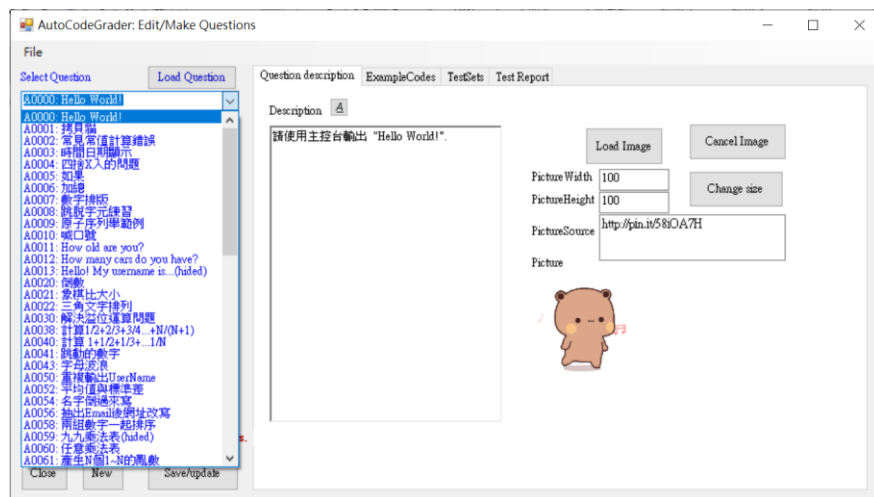 AutoCodeGrader: Edit/Make Questions
File
Select Question
Load Question
A0000: Hello World!
A0000: Hello World!
A0001: 拷貝貓
A0002: 常見常值計算錯誤
A0003: 時間日期顯示
A0004: 四捨X入的問題
A0005: 如果
A0006: 加總
A0007: 數字排版
A0008: 跳脫字元練習
A0009: 原子序列學範例
A0010: 喊口號
A0011: How old are you?
A0012: How many cars do you have?
A0013: Hello! My username is...(hided)
A0020: 倒數
A0021: 象棋比大小
A0022: 三角文字排列
A0030: 解決溢位運算問題
A0038: 計算1/2+2/3+3/4...+N/(N+1)
A0040: 計算 1+1/2+1/3+...1/N
A0041: 跳動的數字
A0043: 字母波浪
A0050: 重複輸出UserName
A0052: 平均值與標準差
A0054: 名字倒過來寫
A0056: 抽出Email後網址改寫
A0058: 兩組數字一起排序
A0059: 九九乘法表(hided)
A0060: 任意乘法表
A0061: 產生N個1~N的亂數
s.
Close
New
Save/update
Question description
ExampleCodes
TestSets
Test Report
Description
A
請使用主控台輸出 "Hello World!".
Load Image
Cancel Image
PictureWidth
100
PictureHeight
100
Change size
PictureSource
http://pin.it/58iOA7H
Picture